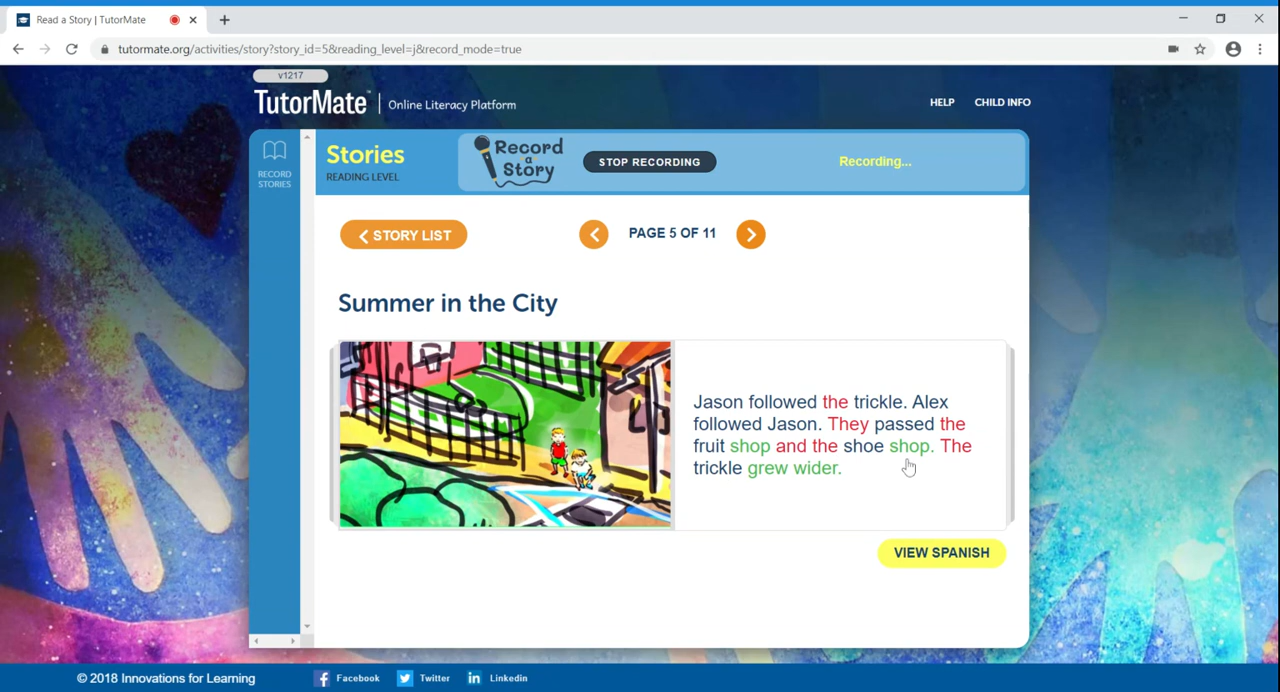 Read a Story | TutorMate
tutormate.org/activities/story?story_id=5&reading_level=j&record_mode=true
v1217
TutorMate™ | Online Literacy Platform
HELP
CHILD INFO
RECORD
STORIES
Stories
READING LEVEL
Record
a
Story
STOP RECORDING
Recording...
STORY LIST
PAGE 5 OF 11
Summer in the City
Jason followed the trickle. Alex
followed Jason. They passed the
fruit shop and the shoe shop. The
trickle grew wider.
VIEW SPANISH
© 2018 Innovations for Learning
Facebook
Twitter
Linkedin